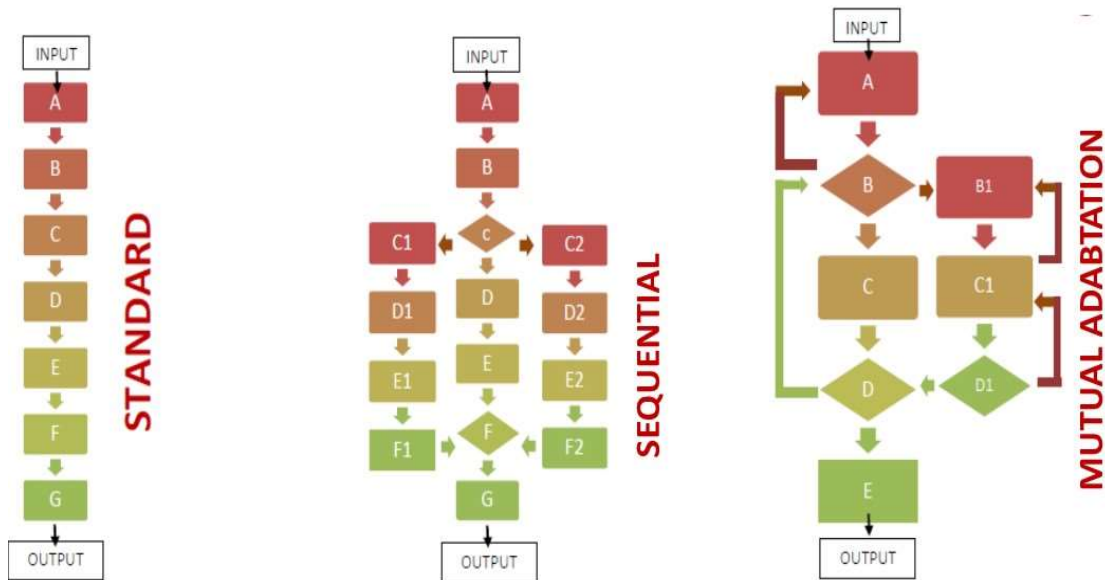 INPUT
A
B
C
D
E
F
G
OUTPUT
STANDARD
INPUT
A
B
C1
c
C2
D1
D
D2
E1
E
E2
F1
F
F2
G
OUTPUT
SEQUENTIAL
INPUT
A
B
B1
C
C1
D
D1
E
OUTPUT
MUTUAL ADABTATION